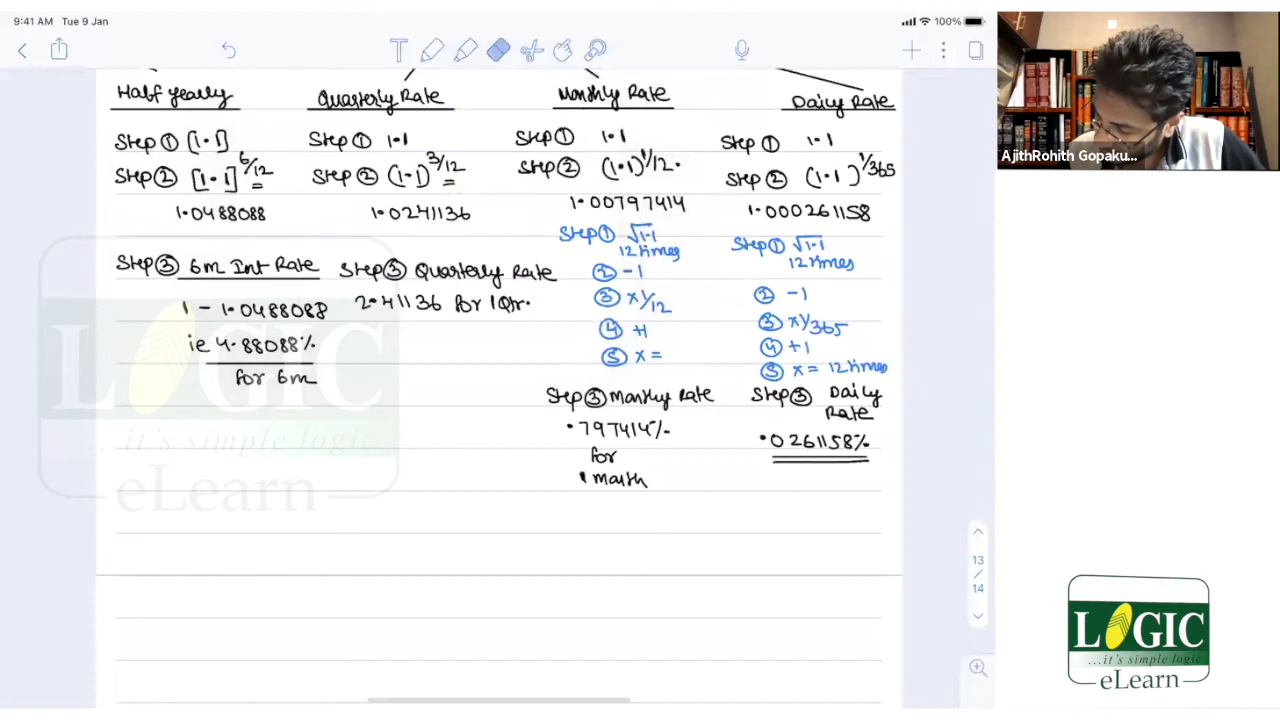 9:41 AM Tue 9 Jan
100%
Half yearly
Step ① [1.1]
Step ② [1.1]^6/12
=
1.0488088
Step ③ 6m Int Rate
1 - 1.0488088
ie 4.88088%
for 6m
Quarterly Rate
Step ① 1.1
Step ② (1.1)^3/12
=
1.0241136
Step ③ Quarterly Rate
2.41136 for 1Qtr.
Monthly Rate
Step ① 1.1
Step ② (1.1)^1/12.
1.00797414
Step ① √1.1
12 times
② -1
③ x 1/12
④ +1
⑤ x =
Step ③ Monthly Rate
.797414%
for
1 Month
Daily Rate
Step ① 1.1
Step ② (1.1)^1/365
1.000261158
Step ① √1.1
12 times
② -1
③ x 1/365
④ +1
⑤ x = 12 times
Step ③ Daily
Rate
.0261158%
LOGIC
...it's simple logic
eLearn
13
/
14
AjithRohith Gopaku...
LOGIC
...it's simple logic
eLearn